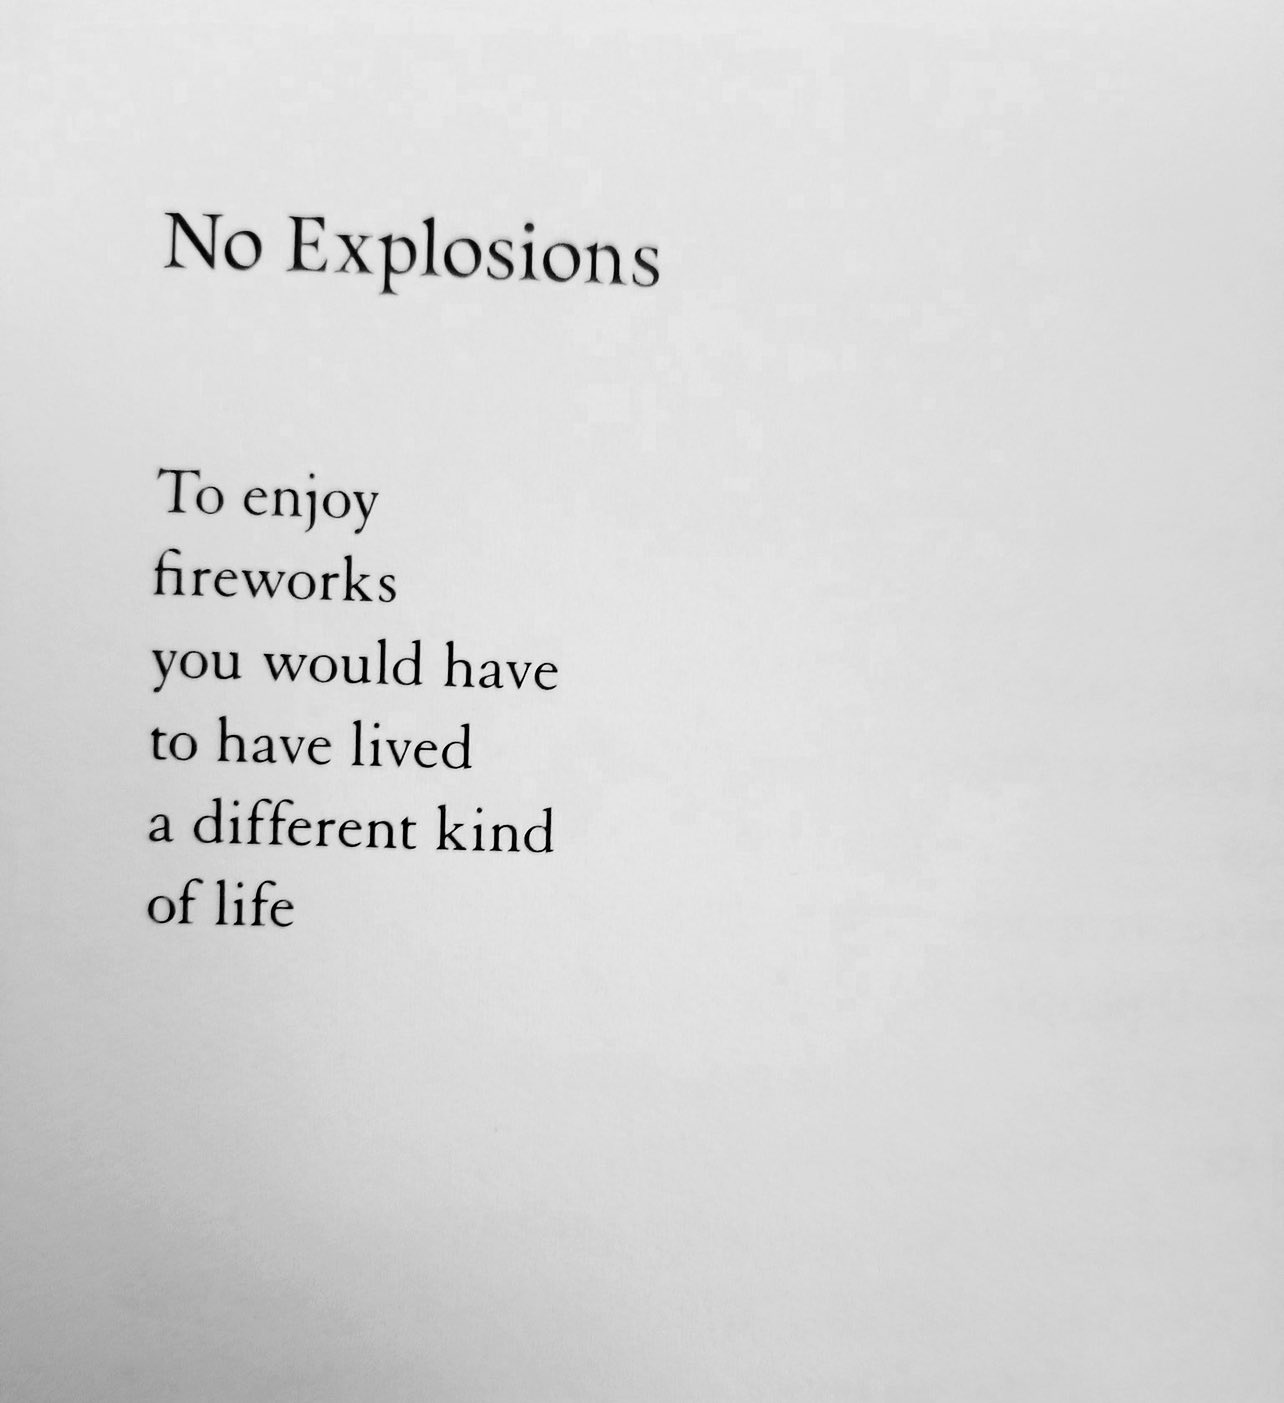 No Explosions
To enjoy
fireworks
you would have
to have lived
a different kind
of life